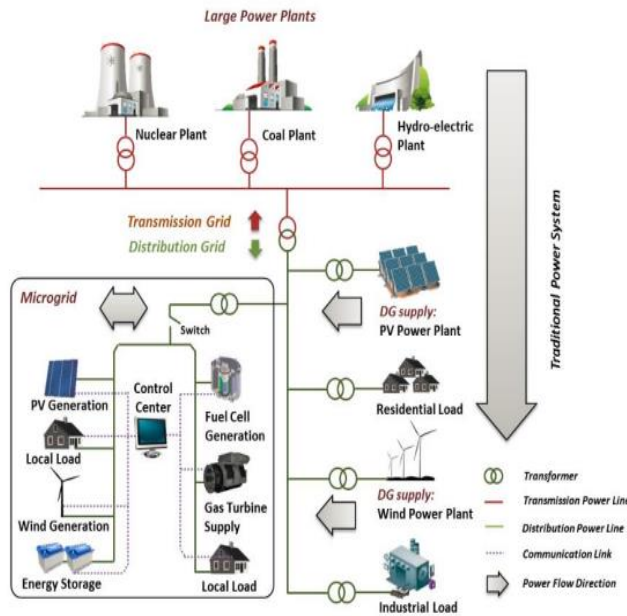 Large Power Plants
Nuclear Plant
Coal Plant
Hydro-electric
Plant
Transmission Grid
Distribution Grid
Traditional Power System
Microgrid
Switch
DG supply:
PV Power Plant
PV Generation
Control
Center
Fuel Cell
Generation
Residential Load
Local Load
Gas Turbine
Supply
Wind Generation
DG supply:
Wind Power Plant
Energy Storage
Local Load
Industrial Load
Transformer
Transmission Power Line
Distribution Power Line
Communication Link
Power Flow Direction